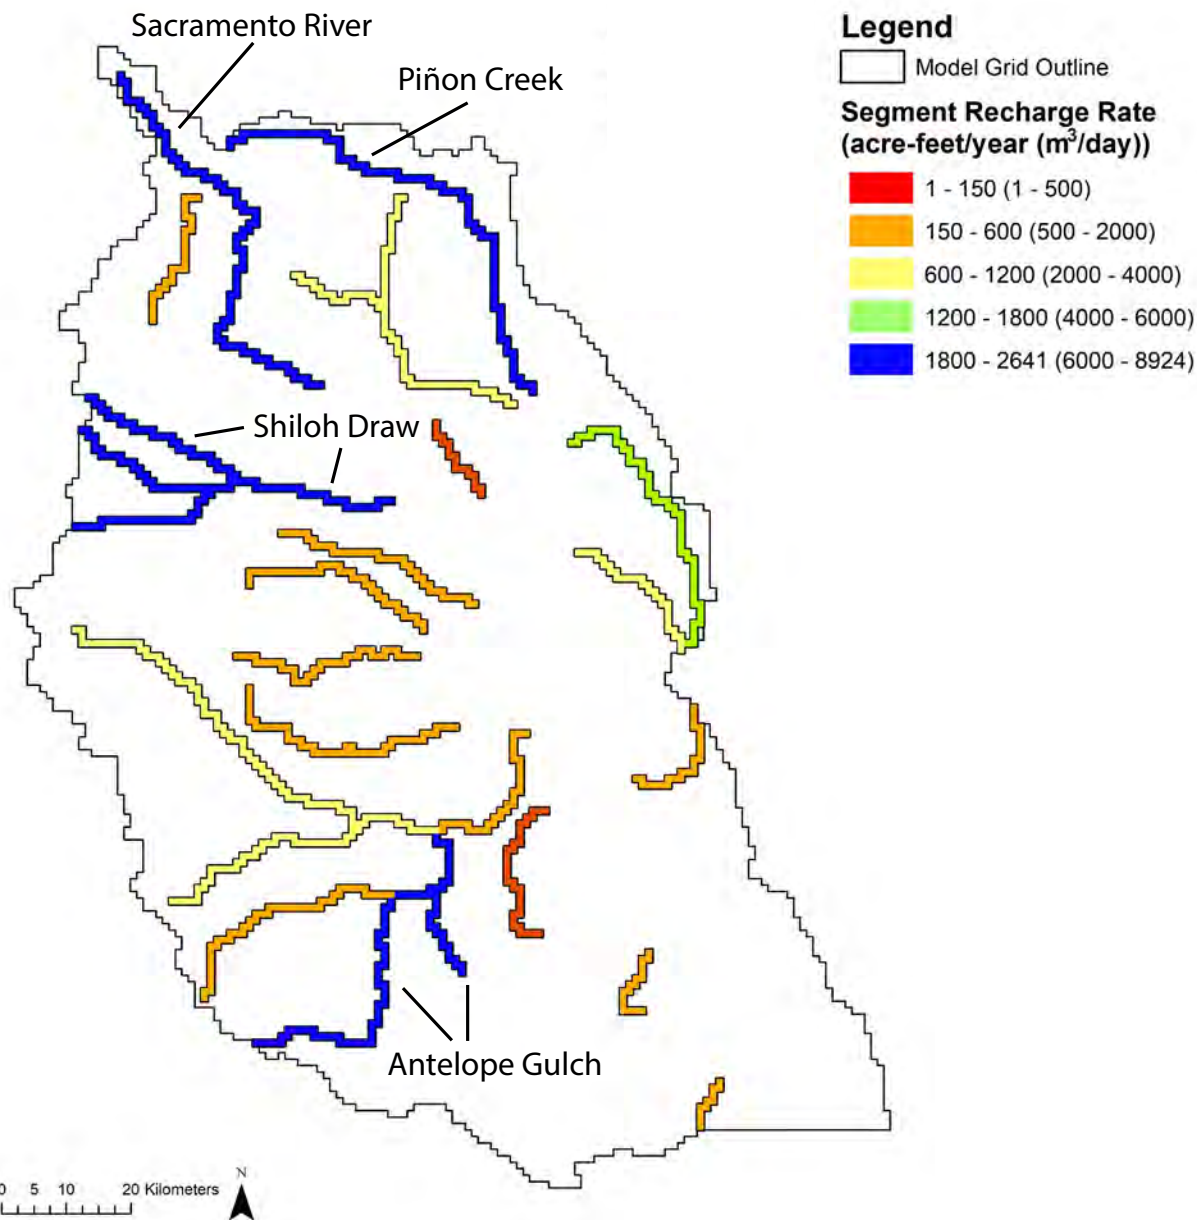 Sacramento River
Piñon Creek
Shiloh Draw
Antelope Gulch
Legend
Model Grid Outline
Segment Recharge Rate
(acre-feet/year (m³/day))
1 - 150 (1 - 500)
150 - 600 (500 - 2000)
600 - 1200 (2000 - 4000)
1200 - 1800 (4000 - 6000)
1800 - 2641 (6000 - 8924)
0 5 10 20 Kilometers
N